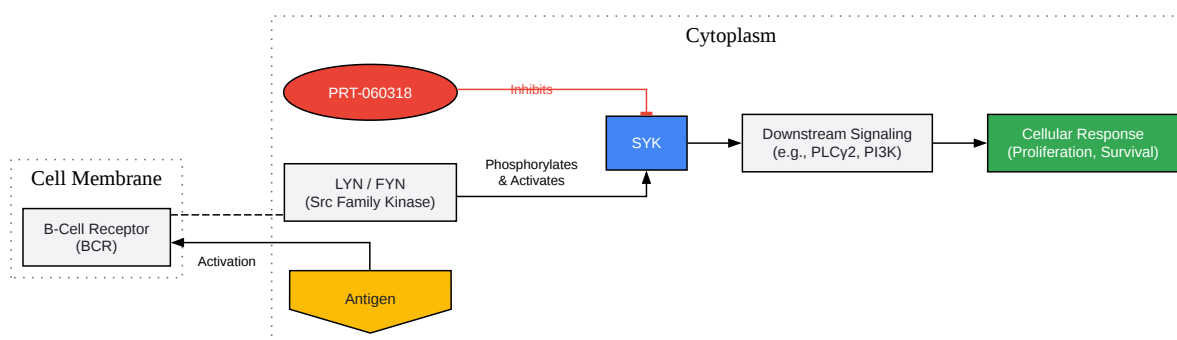 Cytoplasm
PRT-060318
Inhibits
SYK
Downstream Signaling
(e.g., PLCγ2, PI3K)
Cellular Response
(Proliferation, Survival)
Phosphorylates
& Activates
Cell Membrane
LYN / FYN
(Src Family Kinase)
B-Cell Receptor
(BCR)
Activation
Antigen